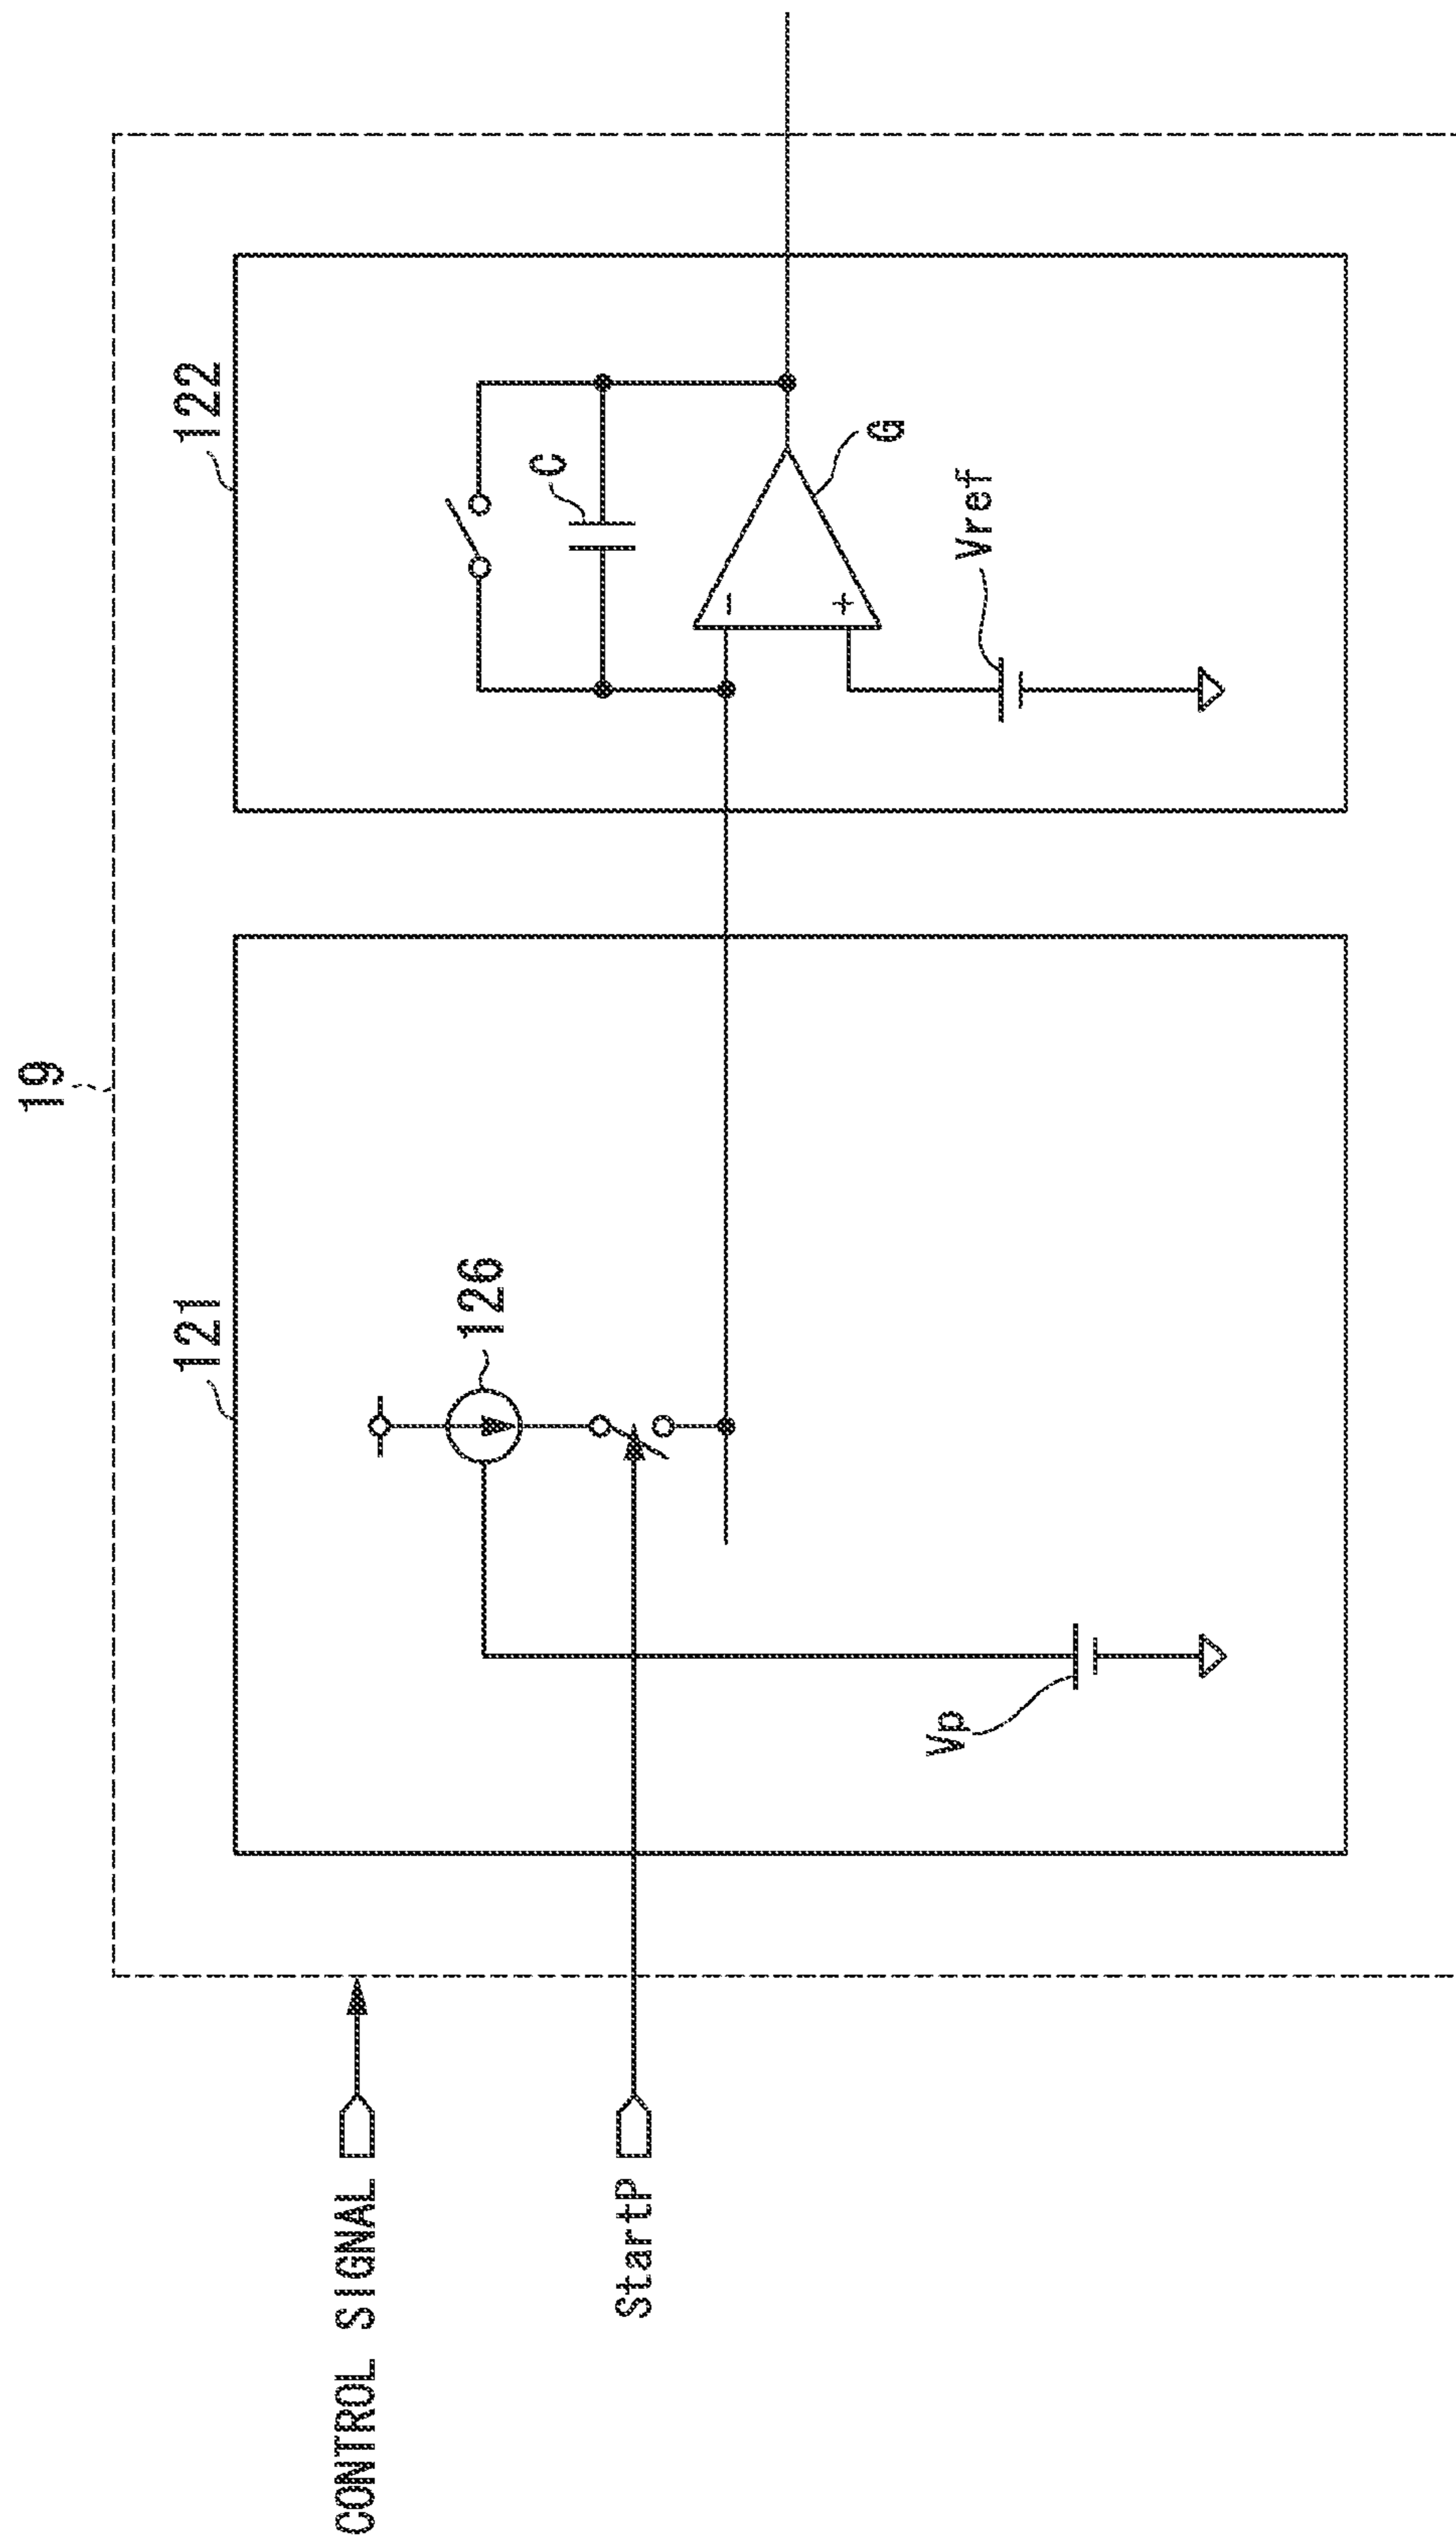 19
121
122
126
C
G
Vref
Vp
CONTROL SIGNAL
StartP
-
+